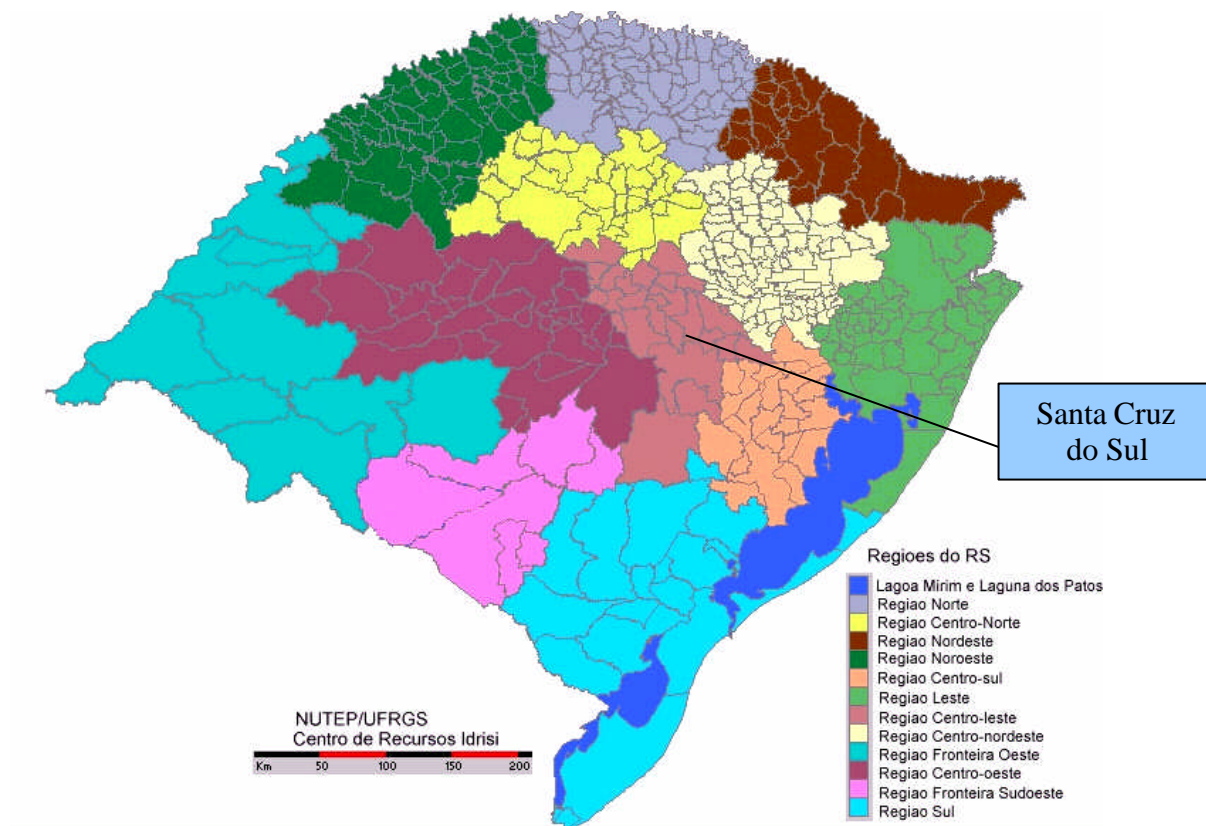 Santa Cruz
do Sul
Regioes do RS
Lagoa Mirim e Laguna dos Patos
Regiao Norte
Regiao Centro-Norte
Regiao Nordeste
Regiao Noroeste
Regiao Centro-sul
Regiao Leste
Regiao Centro-leste
Regiao Centro-nordeste
Regiao Fronteira Oeste
Regiao Centro-oeste
Regiao Fronteira Sudoeste
Regiao Sul
NUTEP/UFRGS
Centro de Recursos Idrisi
Km 50 100 150 200